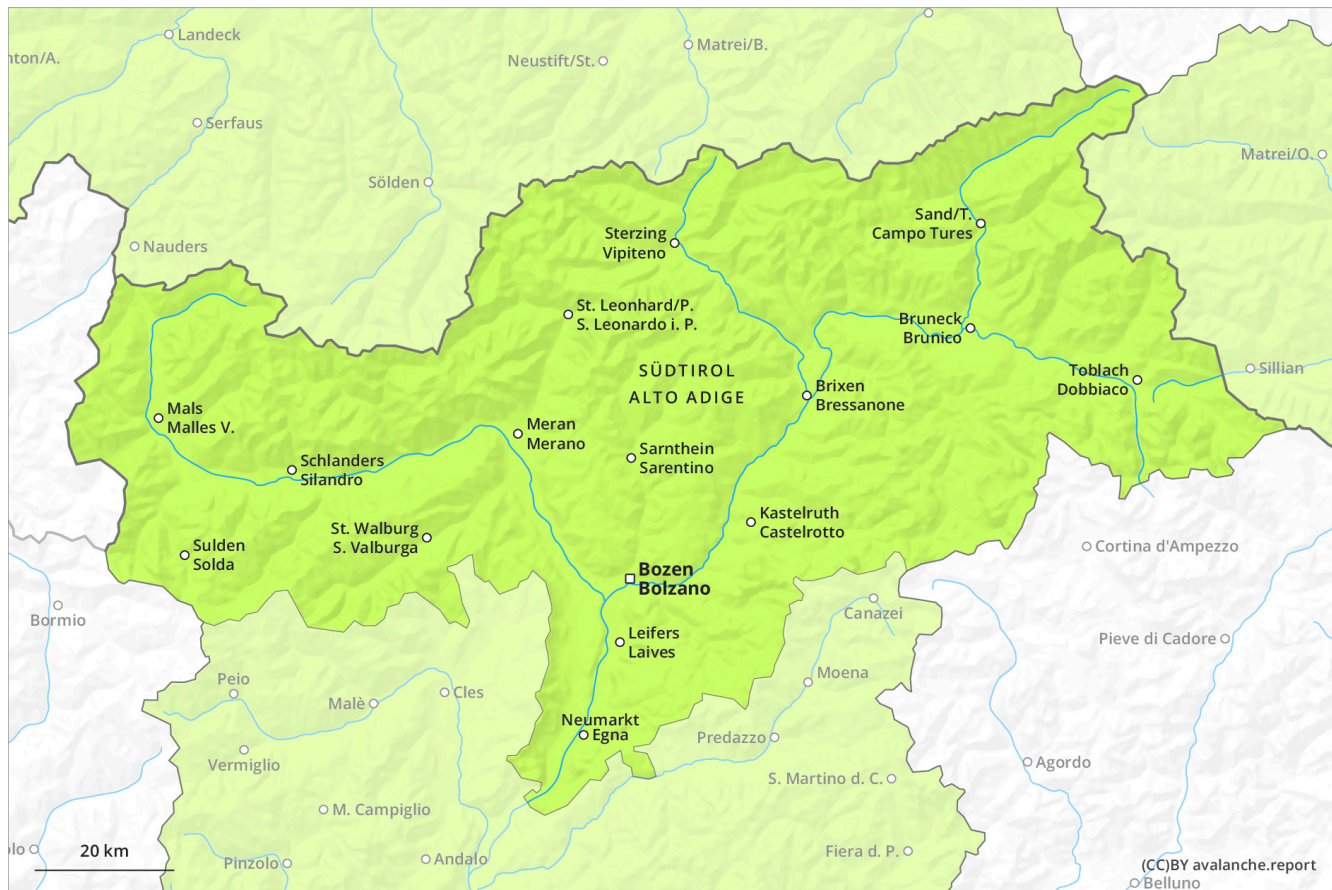 Landeck
Matrei/B.
nton/A.
Neustift/St.
Serfaus
Matrei/O.
Sölden
Sand/T.
Campo Tures
Sterzing
Vipiteno
Nauders
St. Leonhard/P.
S. Leonardo i. P.
Bruneck
Brunico
SÜDTIROL
ALTO ADIGE
Toblach
Dobbiaco
Sillian
Brixen
Bressanone
Mals
Malles V.
Meran
Merano
Sarnthein
Sarentino
Schlanders
Silandro
Kastelruth
Castelrotto
St. Walburg
S. Valburga
Sulden
Solda
Cortina d'Ampezzo
Bozen
Bolzano
Bormio
Canazei
Leifers
Laives
Pieve di Cadore
Peio
Moena
Malè
Cles
Neumarkt
Egna
Predazzo
Vermiglio
Agordo
S. Martino d. C.
M. Campiglio
20 km
olo
Pinzolo
Andalo
Fiera d. P.
(CC)BY avalanche.report
Belluno